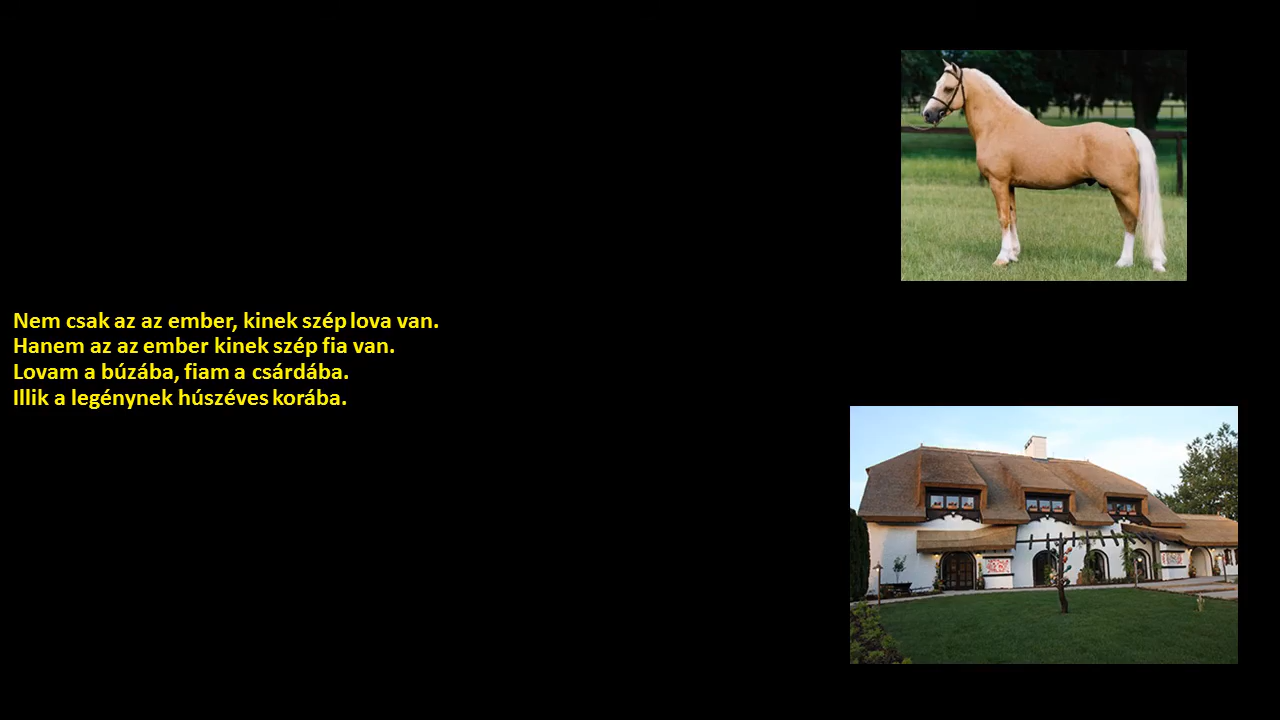 Nem csak az az ember, kinek szép lova van.
Hanem az az ember kinek szép fia van.
Lovam a búzába, fiam a csárdába.
Illik a legénynek húszéves korába.